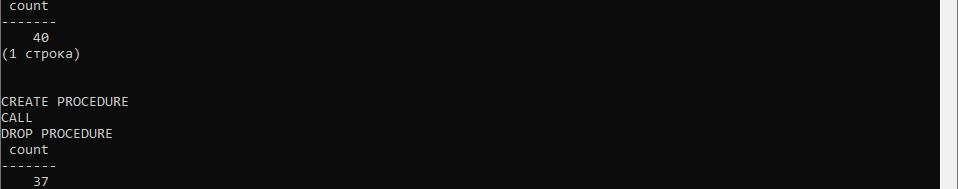 count
-------
40
(1 строка)
CREATE PROCEDURE
CALL
DROP PROCEDURE
count
-------
37